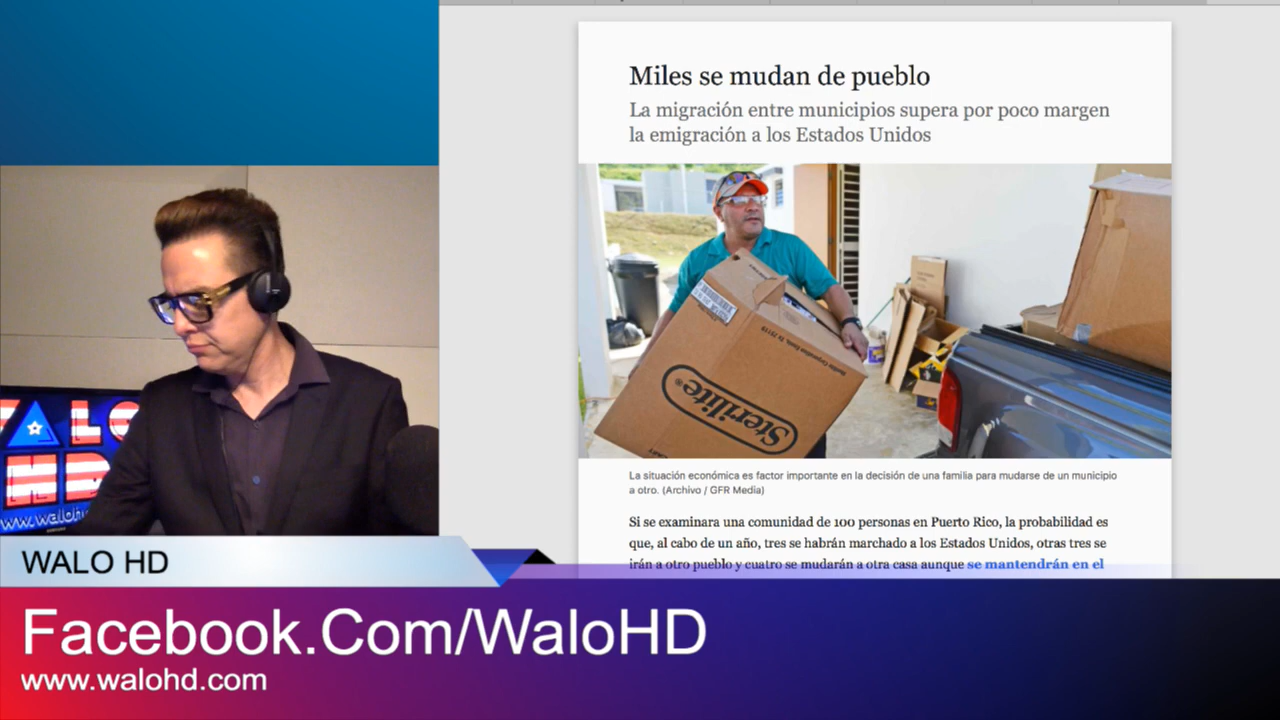 Miles se mudan de pueblo
La migración entre municipios supera por poco margen
la emigración a los Estados Unidos
Sterilite®
La situación económica es factor importante en la decisión de una familia para mudarse de un municipio
a otro. (Archivo / GFR Media)
Si se examinara una comunidad de 100 personas en Puerto Rico, la probabilidad es
que, al cabo de un año, tres se habrán marchado a los Estados Unidos, otras tres se
irán a otro pueblo y cuatro se mudarán a otra casa aunque se mantendrán en el
WALO
HD
www.walohd
WALO HD
Facebook.Com/WaloHD
www.walohd.com